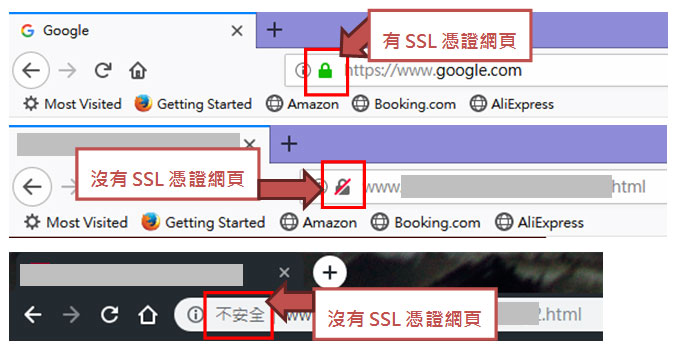 Google
有 SSL 憑證網頁
https://www.google.com
Most Visited Getting Started Amazon Booking.com AliExpress
沒有 SSL 憑證網頁
www. html
Most Visited Getting Started Amazon Booking.com AliExpress
不安全
沒有 SSL 憑證網頁
2.html